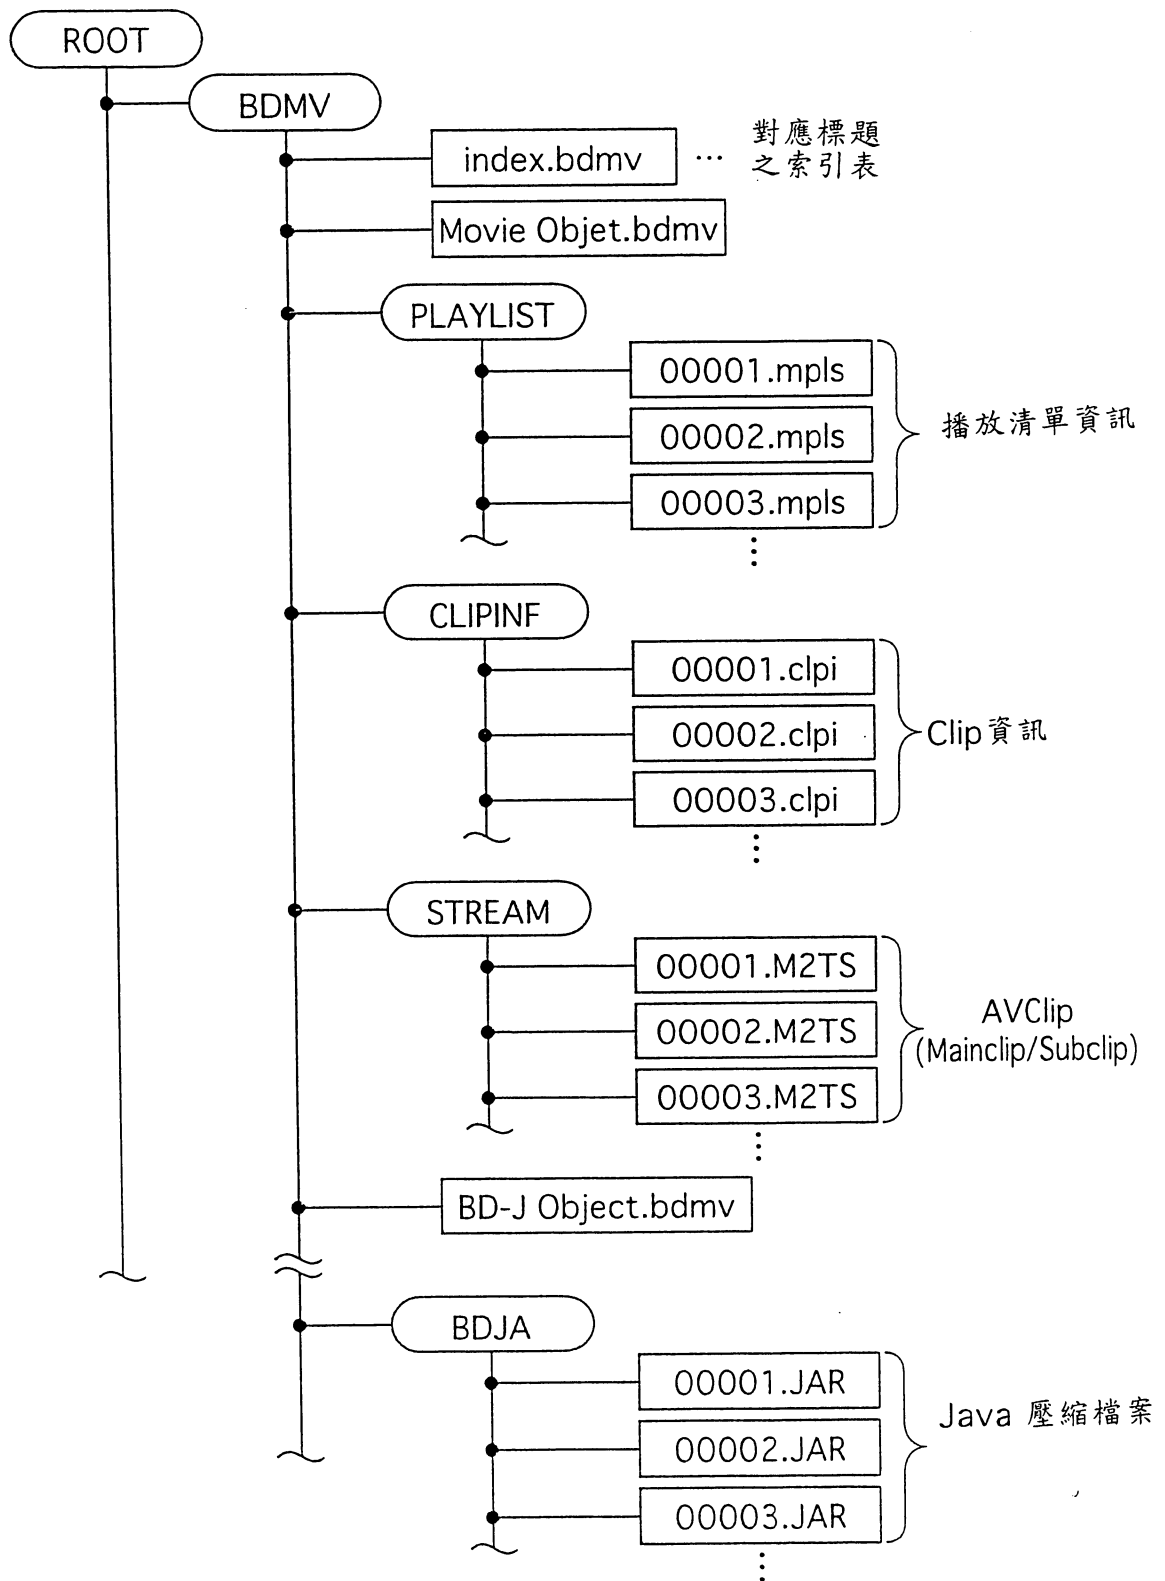 ROOT
BDMV
index.bdmv
… 對應標題
之索引表
Movie Objet.bdmv
PLAYLIST
00001.mpls
00002.mpls
00003.mpls
播放清單資訊
CLIPINF
00001.clpi
00002.clpi
00003.clpi
Clip資訊
STREAM
00001.M2TS
00002.M2TS
00003.M2TS
AVClip
(Mainclip/Subclip)
BD-J Object.bdmv
BDJA
00001.JAR
00002.JAR
00003.JAR
Java 壓縮檔案